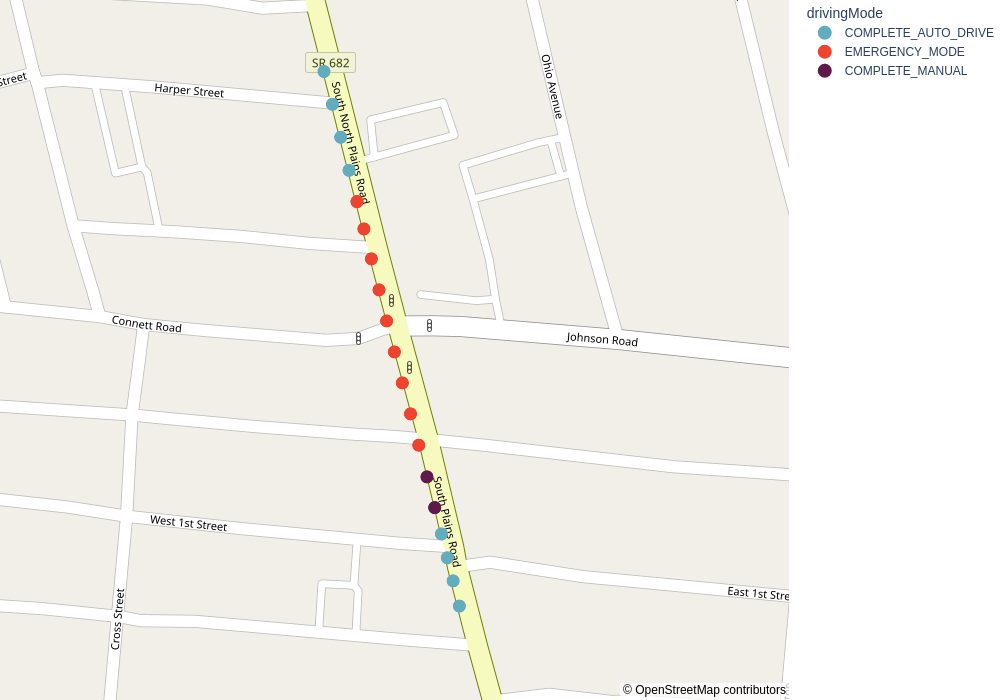 drivingMode
COMPLETE_AUTO_DRIVE
EMERGENCY_MODE
COMPLETE_MANUAL
SR 682
Street
Harper Street
South North Plains Road
Ohio Avenue
Connett Road
Johnson Road
South Plains Road
West 1st Street
East 1st Stre
Cross Street
© OpenStreetMap contributors